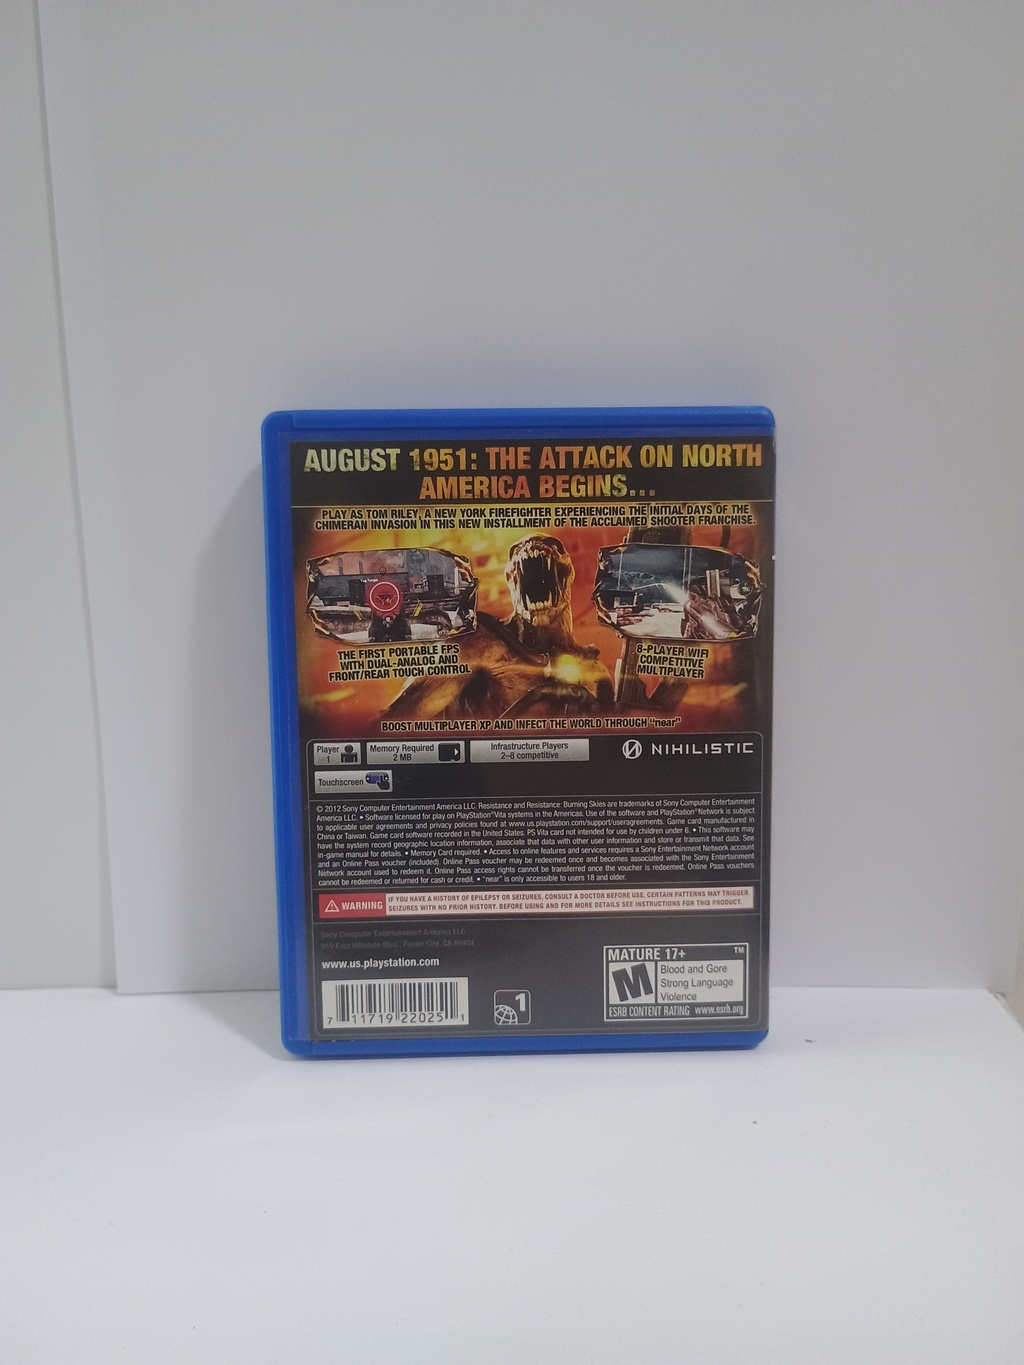 AUGUST 1951: THE ATTACK ON NORTH
AMERICA BEGINS...
PLAY AS TOM RILEY, A NEW YORK FIREFIGHTER EXPERIENCING THE INITIAL DAYS OF THE
CHIMERAN INVASION IN THIS NEW INSTALLMENT OF THE ACCLAIMED SHOOTER FRANCHISE.
THE FIRST PORTABLE FPS
WITH DUAL-ANALOG AND
FRONT/REAR TOUCH CONTROL
8-PLAYER WIFI
COMPETITIVE
MULTIPLAYER
BOOST MULTIPLAYER XP AND INFECT THE WORLD THROUGH "near"
Player
1
Memory Required
2 MB
Infrastructure Players
2-8 competitive
NIHILISTIC
Touchscreen
© 2012 Sony Computer Entertainment America LLC. Resistance and Resistance: Burning Skies are trademarks of Sony Computer Entertainment
America LLC. • Software licensed for play on PlayStation®Vita systems in the Americas. Use of the software and PlayStation®Network is subject
to applicable user agreements and privacy policies found at www.us.playstation.com/support/useragreements. Game card manufactured in
China or Taiwan. Game card software recorded in the United States. PS Vita card not intended for use by children under 6. • This software may
have the system record geographic location information, associate that data with other user information and store or transmit that data. See
in-game manual for details. • Memory Card required. • Access to online features and services requires a Sony Entertainment Network account
and an Online Pass voucher (included). Online Pass voucher may be redeemed once and becomes associated with the Sony Entertainment
Network account used to redeem it. Online Pass access rights cannot be transferred once the voucher is redeemed. Online Pass vouchers
cannot be redeemed or returned for cash or credit. • "near" is only accessible to users 18 and older.
WARNING
IF YOU HAVE A HISTORY OF EPILEPSY OR SEIZURES, CONSULT A DOCTOR BEFORE USE. CERTAIN PATTERNS MAY TRIGGER
SEIZURES WITH NO PRIOR HISTORY. BEFORE USING AND FOR MORE DETAILS SEE INSTRUCTIONS FOR THIS PRODUCT.
Sony Computer Entertainment America LLC
919 East Hillsdale Blvd., Foster City, CA 94404
www.us.playstation.com
7 11719 22025 1
1
MATURE 17+ ™
M
Blood and Gore
Strong Language
Violence
ESRB CONTENT RATING www.esrb.org